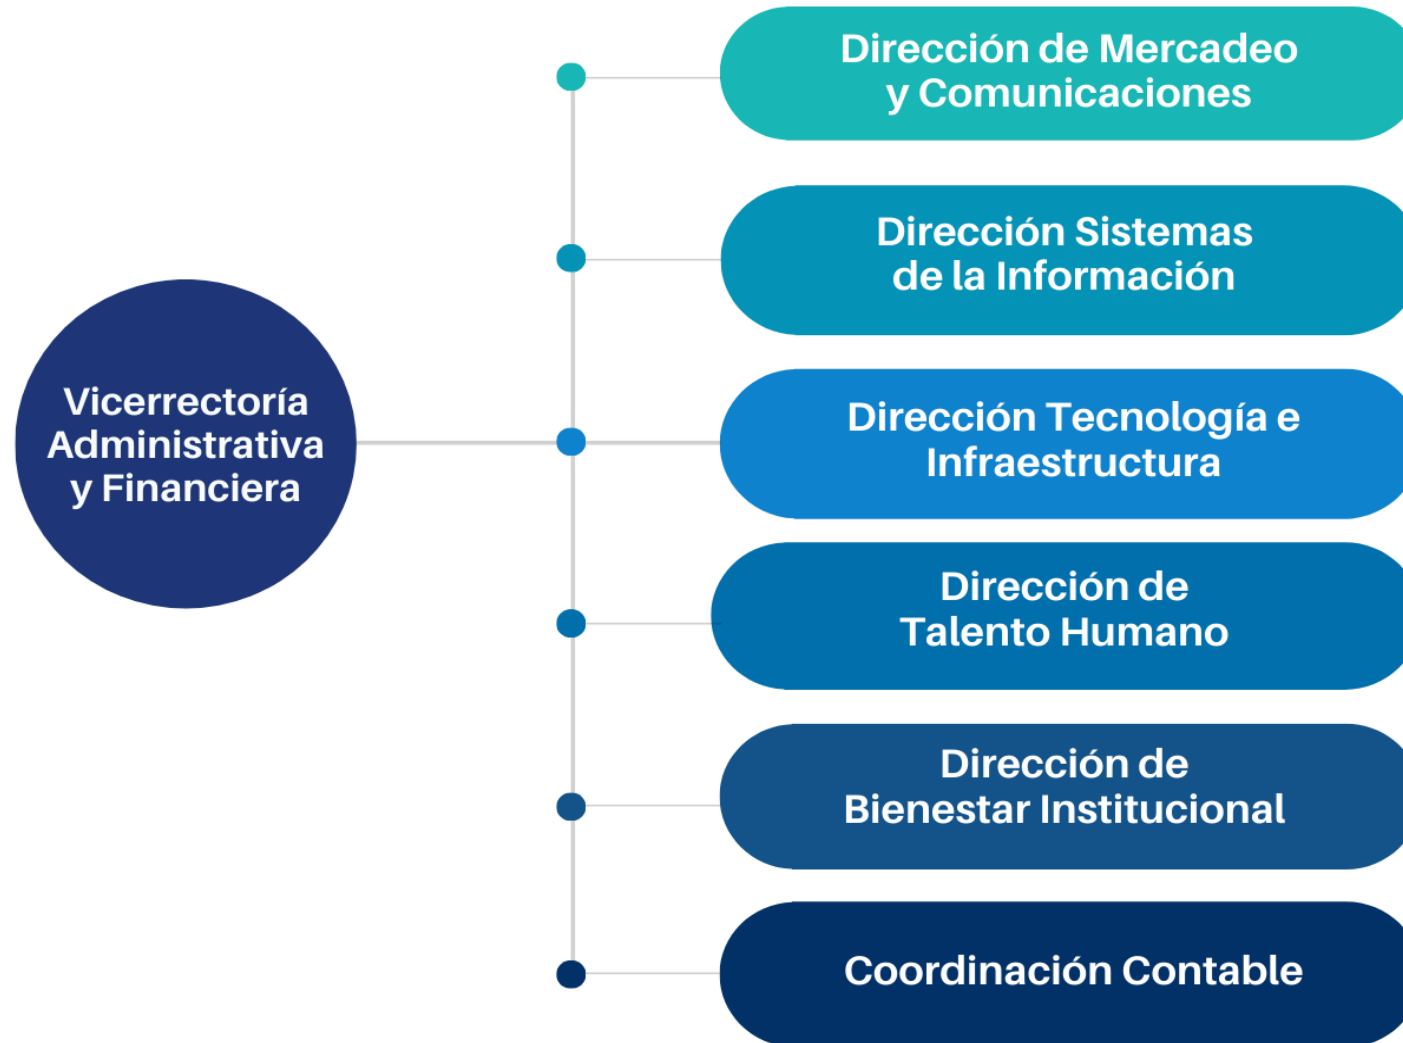 Vicerrectoría
Administrativa
y Financiera
Dirección de Mercadeo
y Comunicaciones
Dirección Sistemas
de la Información
Dirección Tecnología e
Infraestructura
Dirección de
Talento Humano
Dirección de
Bienestar Institucional
Coordinación Contable